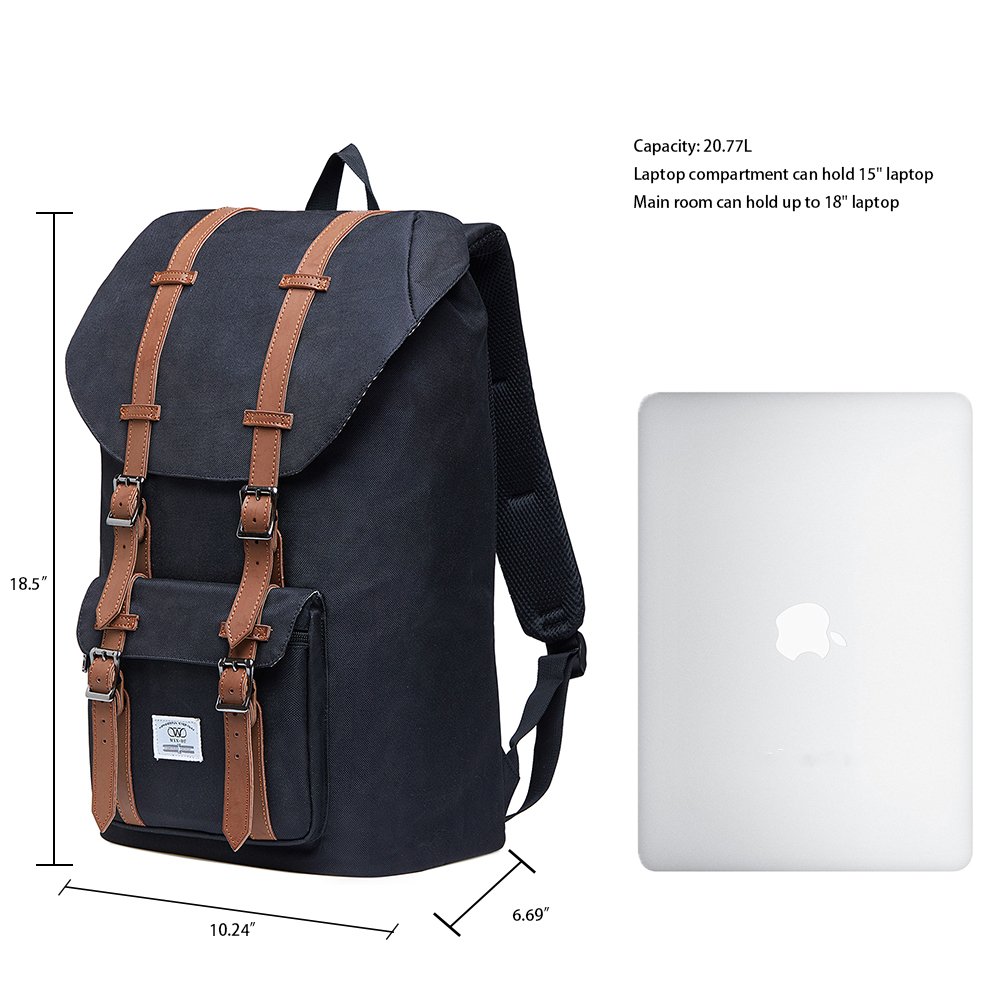 Capacity: 20.77L
Laptop compartment can hold 15" laptop
Main room can hold up to 18" laptop
18.5"
10.24"
6.69"